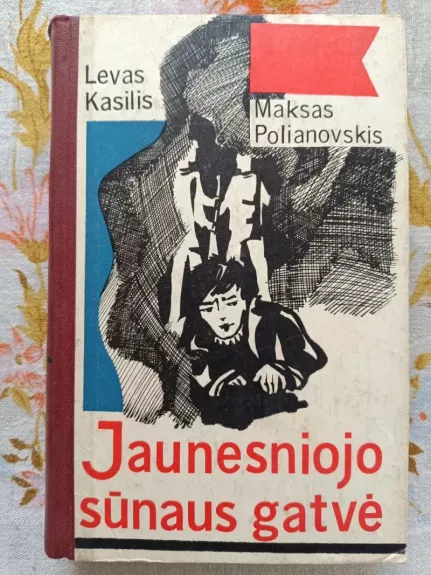 Levas
Kasilis
Maksas
Polianovskis
Jaunesniojo
sūnaus gatvė